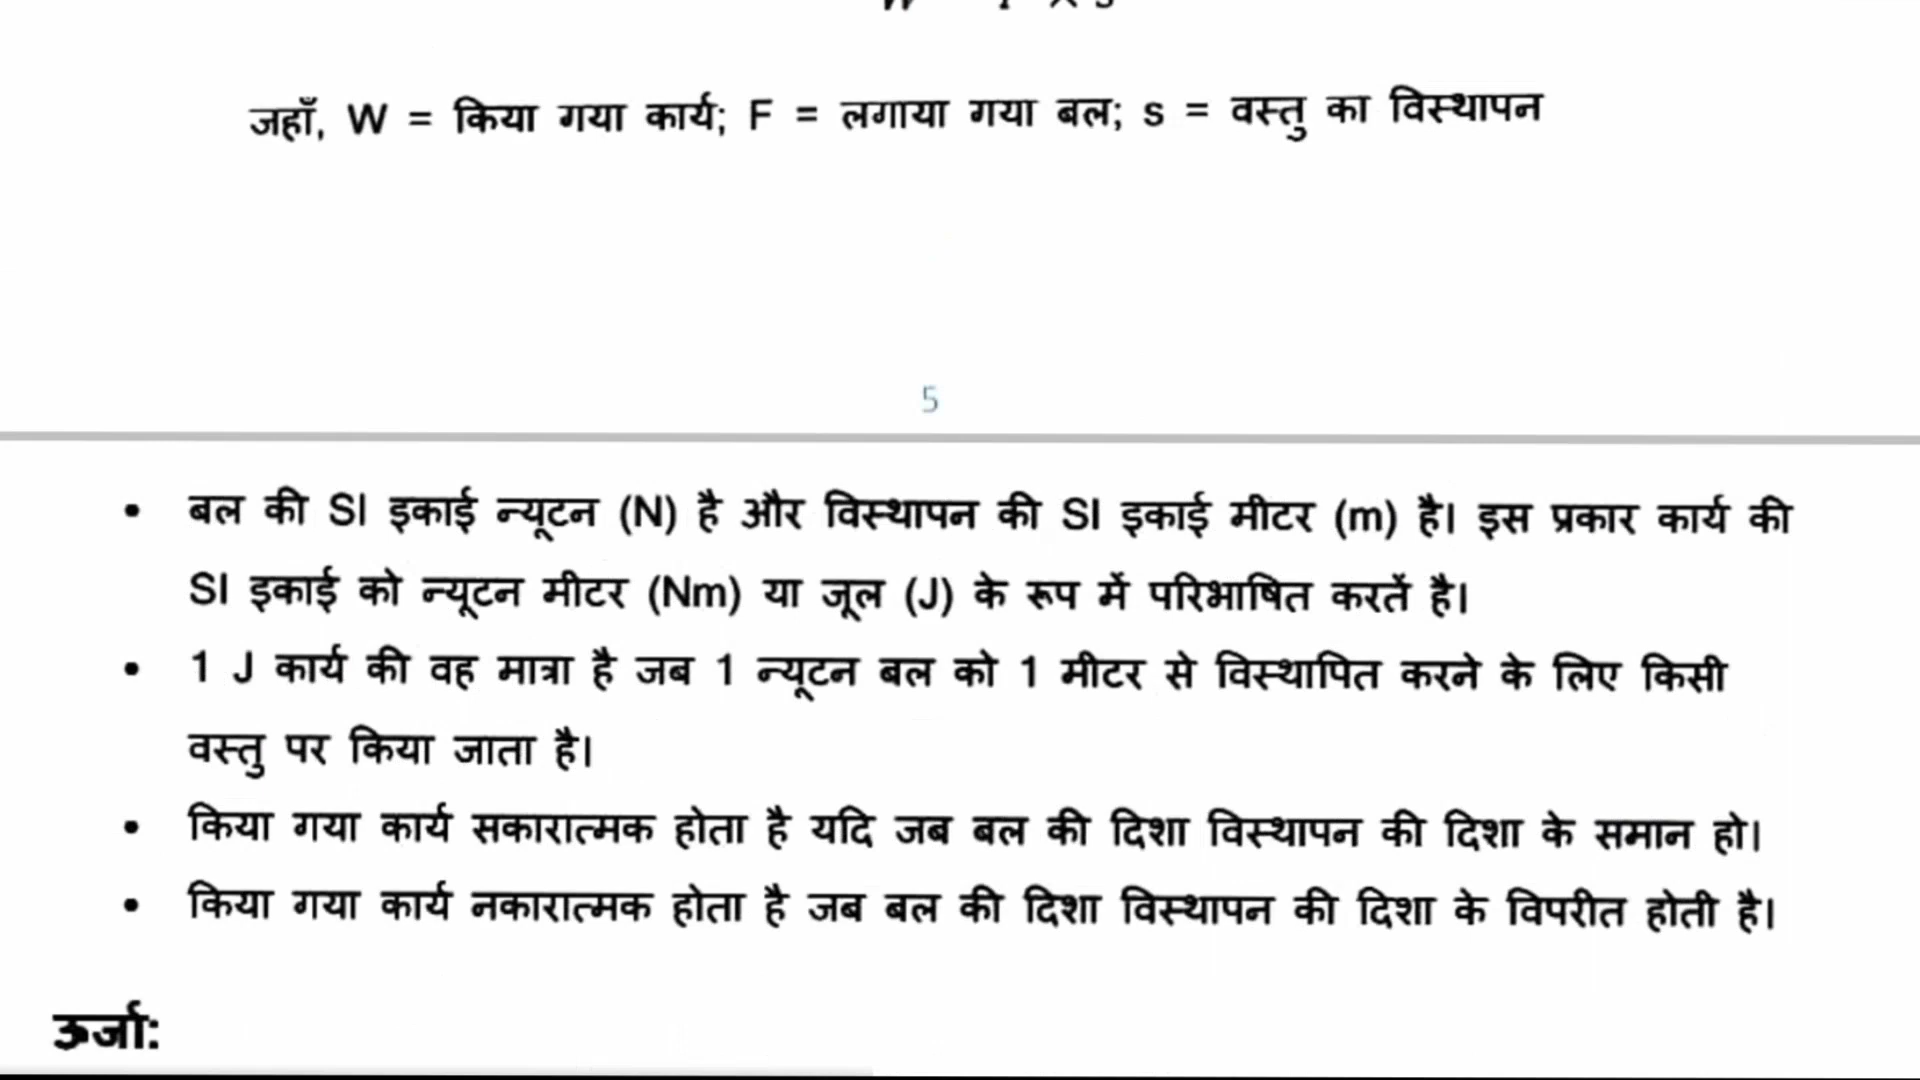 जहाँ, W = किया गया कार्य; F = लगाया गया बल; s = वस्तु का विस्थापन
5
• बल की SI इकाई न्यूटन (N) है और विस्थापन की SI इकाई मीटर (m) है। इस प्रकार कार्य की
SI इकाई को न्यूटन मीटर (Nm) या जूल (J) के रूप में परिभाषित करतें है।
• 1 J कार्य की वह मात्रा है जब 1 न्यूटन बल को 1 मीटर से विस्थापित करने के लिए किसी
वस्तु पर किया जाता है।
• किया गया कार्य सकारात्मक होता है यदि जब बल की दिशा विस्थापन की दिशा के समान हो।
• किया गया कार्य नकारात्मक होता है जब बल की दिशा विस्थापन की दिशा के विपरीत होती है।
ऊर्जा: